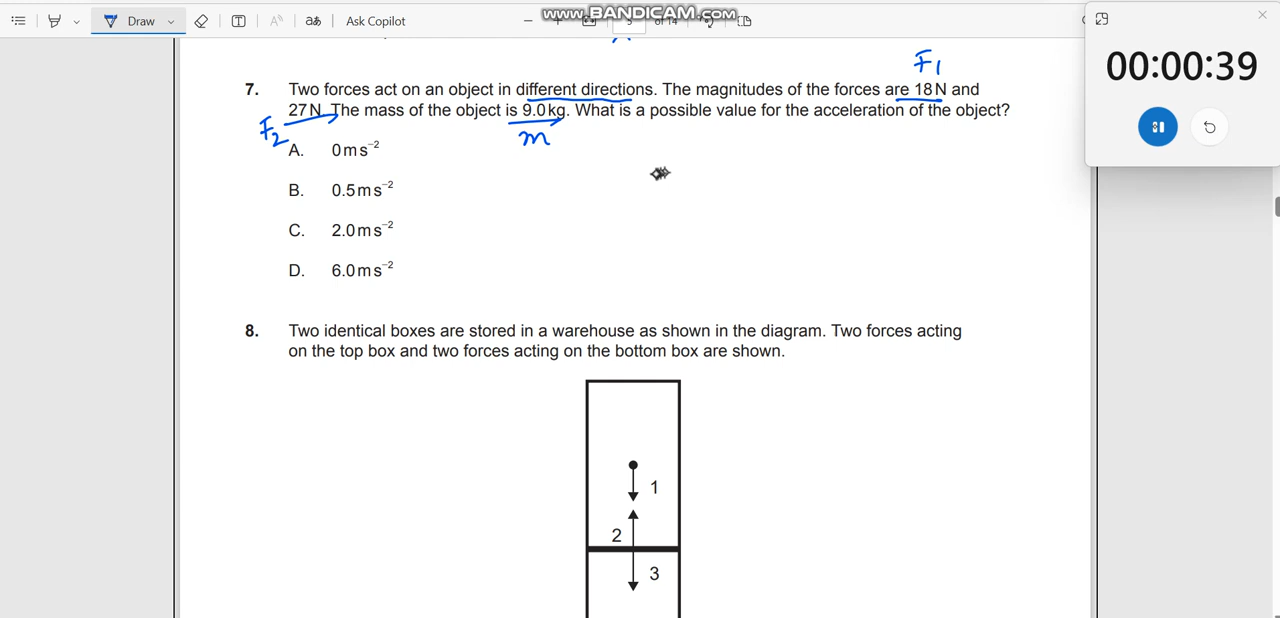 www.BANDICAM.com
Draw
Ask Copilot
of 14
00:00:39
F1
7. Two forces act on an object in different directions. The magnitudes of the forces are 18 N and
27 N. The mass of the object is 9.0 kg. What is a possible value for the acceleration of the object?
F2
m
A. 0 m s⁻²
B. 0.5 m s⁻²
C. 2.0 m s⁻²
D. 6.0 m s⁻²
8. Two identical boxes are stored in a warehouse as shown in the diagram. Two forces acting
on the top box and two forces acting on the bottom box are shown.
1
2
3